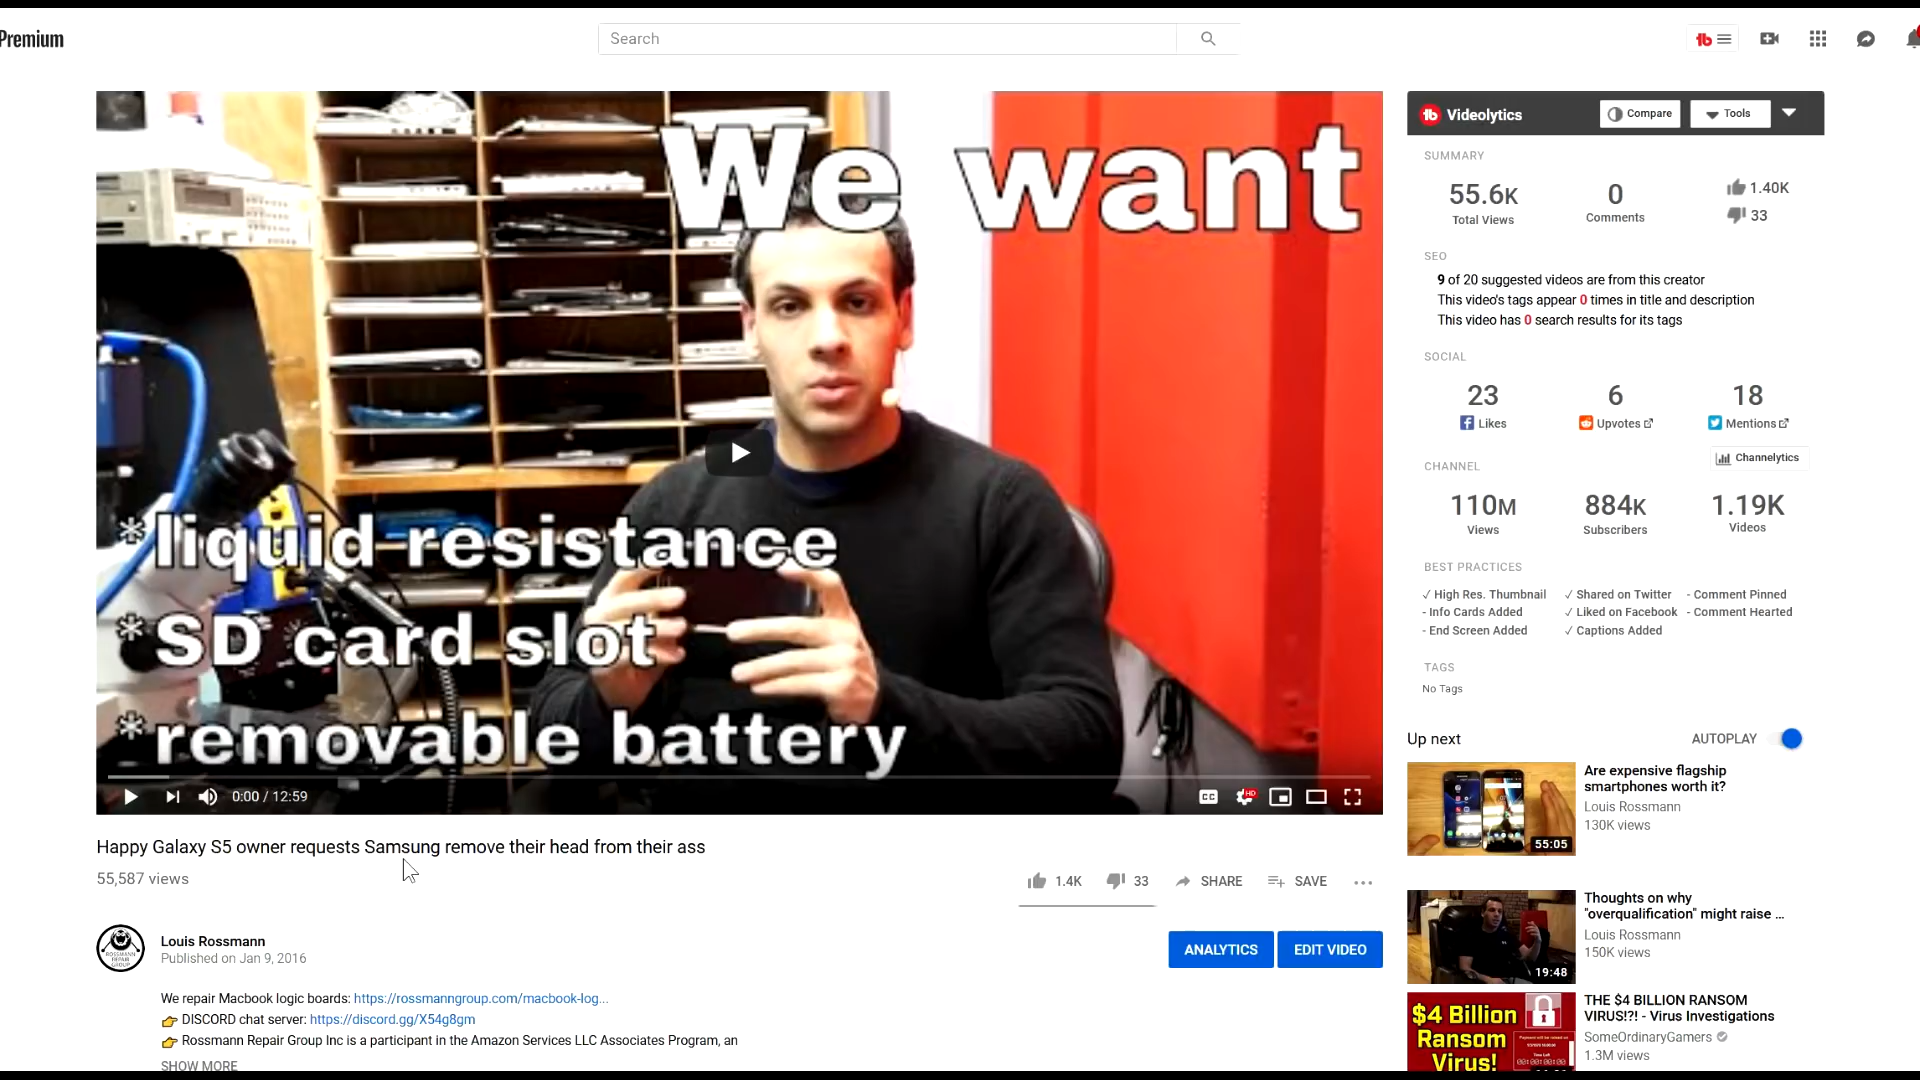 Premium
Search
We want
*liquid resistance
*SD card slot
*removable battery
0:00 / 12:59
CC
HD
Happy Galaxy S5 owner requests Samsung remove their head from their ass
55,587 views
1.4K
33
SHARE
SAVE
Louis Rossmann
Published on Jan 9, 2016
ANALYTICS
EDIT VIDEO
We repair Macbook logic boards: https://rossmanngroup.com/macbook-log...
👉 DISCORD chat server: https://discord.gg/X54g8gm
👉 Rossmann Repair Group Inc is a participant in the Amazon Services LLC Associates Program, an
SHOW MORE
Videolytics
Compare
Tools
SUMMARY
55.6K
Total Views
0
Comments
1.40K
33
SEO
9 of 20 suggested videos are from this creator
This video's tags appear 0 times in title and description
This video has 0 search results for its tags
SOCIAL
23
Likes
6
Upvotes
18
Mentions
Channelytics
CHANNEL
110M
Views
884K
Subscribers
1.19K
Videos
BEST PRACTICES
✓ High Res. Thumbnail ✓ Shared on Twitter - Comment Pinned
- Info Cards Added ✓ Liked on Facebook - Comment Hearted
- End Screen Added ✓ Captions Added
TAGS
No Tags
Up next
AUTOPLAY
55:05
Are expensive flagship
smartphones worth it?
Louis Rossmann
130K views
19:48
Thoughts on why
"overqualification" might raise ...
Louis Rossmann
150K views
$4 Billion
Ransom
Virus!
THE $4 BILLION RANSOM
VIRUS!?! - Virus Investigations
SomeOrdinaryGamers
1.3M views